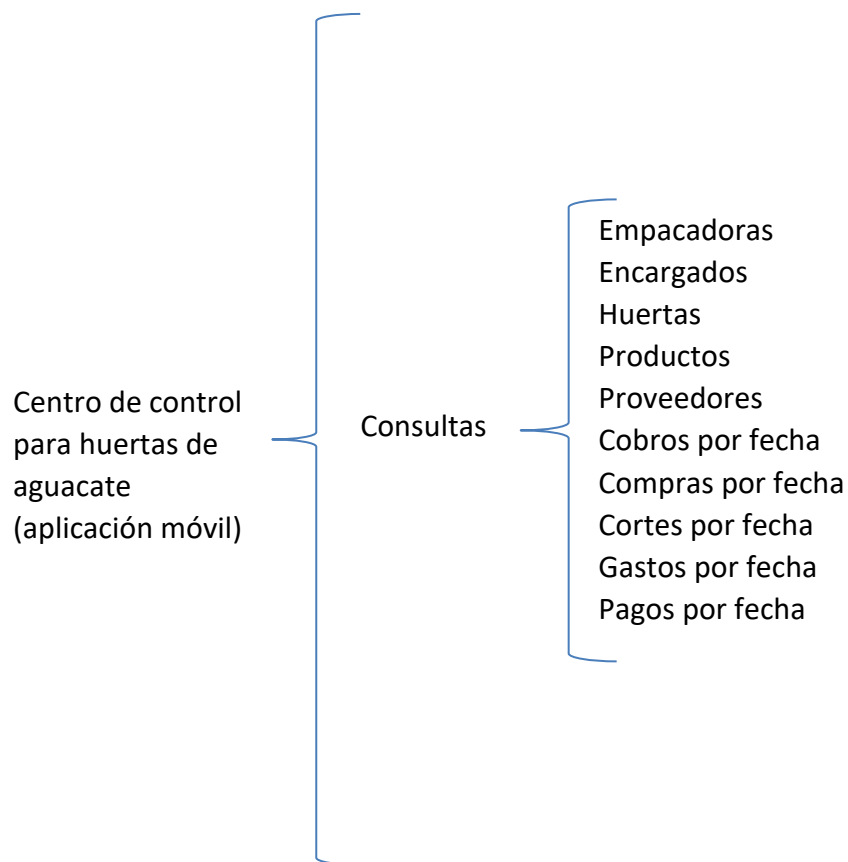 Centro de control
para huertas de
aguacate
(aplicación móvil)
Consultas
Empacadoras
Encargados
Huertas
Productos
Proveedores
Cobros por fecha
Compras por fecha
Cortes por fecha
Gastos por fecha
Pagos por fecha